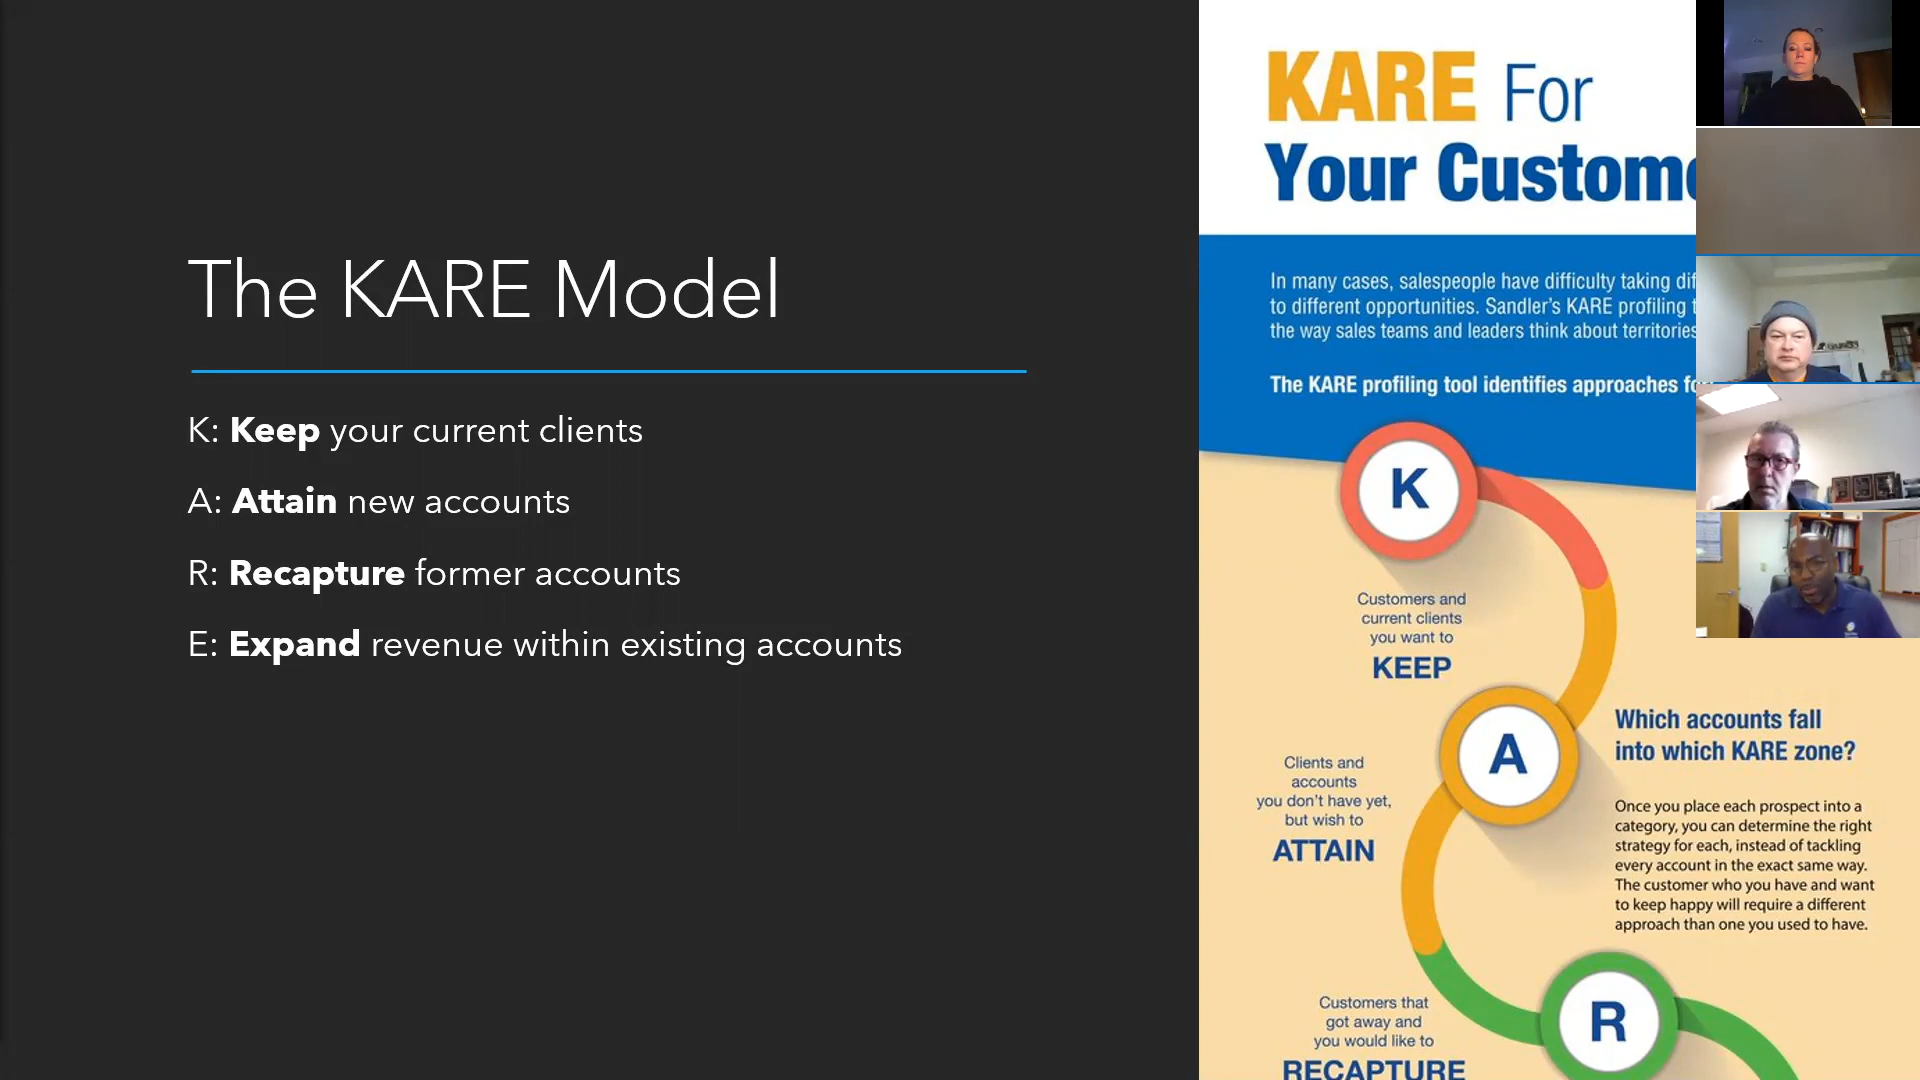 The KARE Model
K: Keep your current clients
A: Attain new accounts
R: Recapture former accounts
E: Expand revenue within existing accounts
KARE For
Your Custome
In many cases, salespeople have difficulty taking dif
to different opportunities. Sandler's KARE profiling t
the way sales teams and leaders think about territories
The KARE profiling tool identifies approaches fo
K
Customers and
current clients
you want to
KEEP
A
Clients and
accounts
you don't have yet,
but wish to
ATTAIN
Which accounts fall
into which KARE zone?
Once you place each prospect into a
category, you can determine the right
strategy for each, instead of tackling
every account in the exact same way.
The customer who you have and want
to keep happy will require a different
approach than one you used to have.
R
Customers that
got away and
you would like to
RECAPTURE